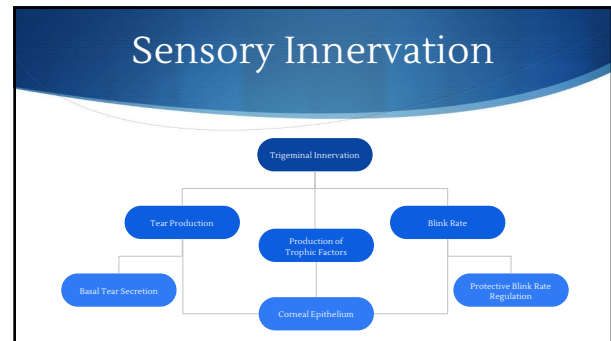 Sensory Innervation
Trigeminal Innervation
Tear Production
Production of
Trophic Factors
Blink Rate
Basal Tear Secretion
Corneal Epithelium
Protective Blink Rate
Regulation